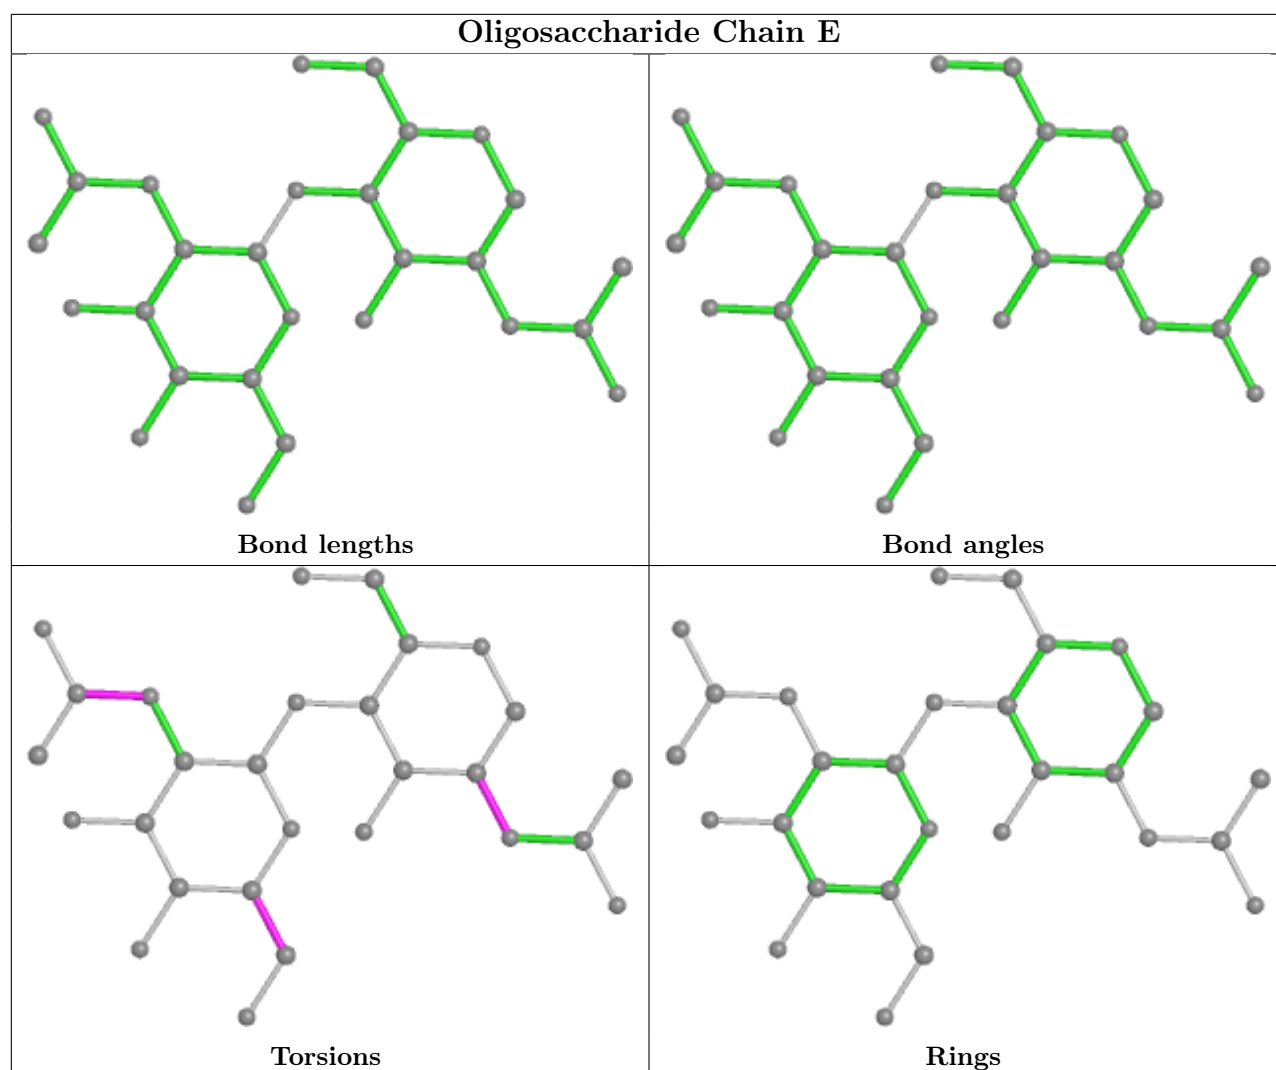 Oligosaccharide Chain E
Bond lengths
Bond angles
Torsions
Rings